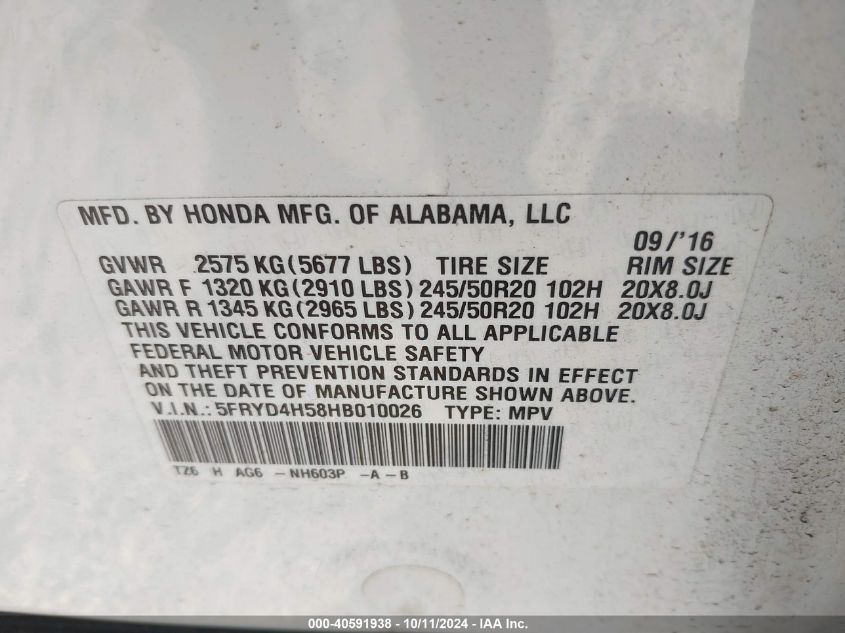 MFD. BY HONDA MFG. OF ALABAMA, LLC
09/'16
GVWR 2575 KG(5677 LBS) TIRE SIZE RIM SIZE
GAWR F 1320 KG(2910 LBS) 245/50R20 102H 20X8.0J
GAWR R 1345 KG(2965 LBS) 245/50R20 102H 20X8.0J
THIS VEHICLE CONFORMS TO ALL APPLICABLE
FEDERAL MOTOR VEHICLE SAFETY
AND THEFT PREVENTION STANDARDS IN EFFECT
ON THE DATE OF MANUFACTURE SHOWN ABOVE.
V.I.N.: 5FRYD4H58HB010026 TYPE: MPV
TZ6 H AG6 - NH603P - A - B
000-40591938 - 10/11/2024 - IAA Inc.